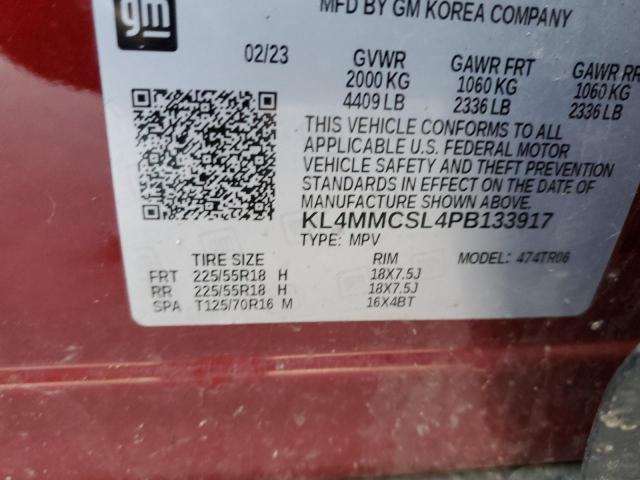 gm
MFD BY GM KOREA COMPANY
02/23 GVWR GAWR FRT GAWR RR
2000 KG 1060 KG 1060 KG
4409 LB 2336 LB 2336 LB
THIS VEHICLE CONFORMS TO ALL
APPLICABLE U.S. FEDERAL MOTOR
VEHICLE SAFETY AND THEFT PREVENTION
STANDARDS IN EFFECT ON THE DATE OF
MANUFACTURE SHOWN ABOVE.
KL4MMCSL4PB133917
TYPE: MPV MODEL: 474TR06
TIRE SIZE RIM
FRT 225/55R18 H 18X7.5J
RR 225/55R18 H 18X7.5J
SPA T125/70R16 M 16X4BT